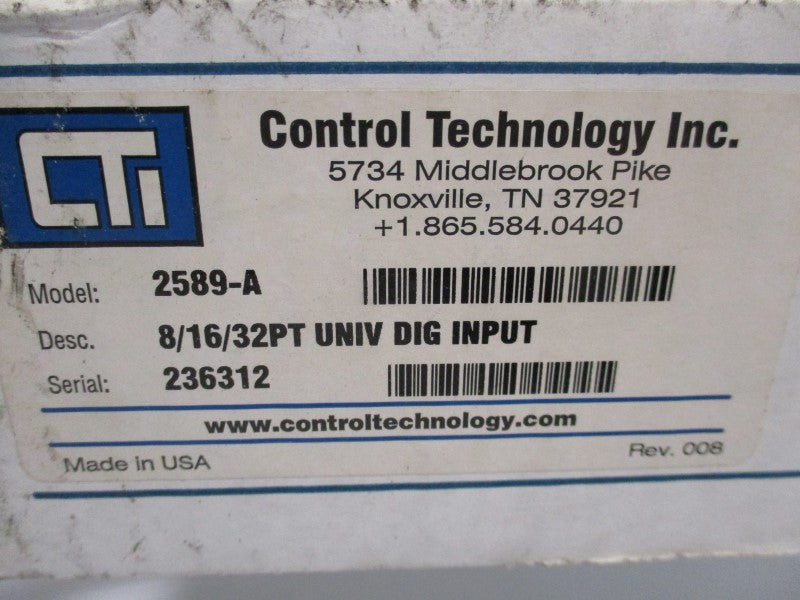 CTi
Control Technology Inc.
5734 Middlebrook Pike
Knoxville, TN 37921
+1.865.584.0440
Model: 2589-A
Desc. 8/16/32PT UNIV DIG INPUT
Serial: 236312
www.controltechnology.com
Made in USA Rev. 008